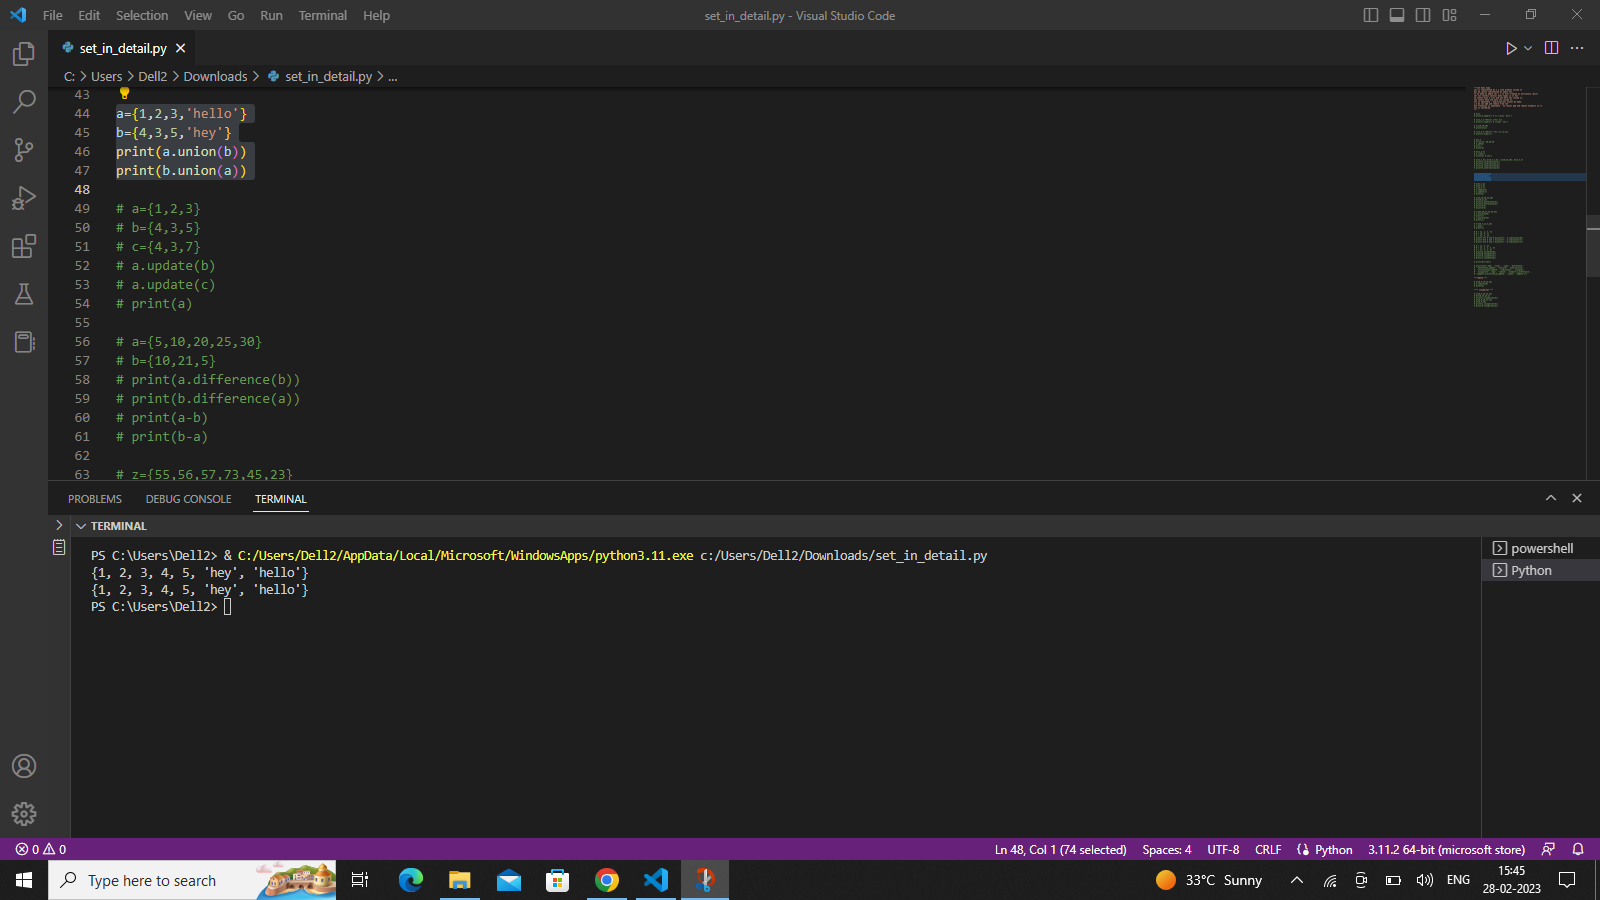 File Edit Selection View Go Run Terminal Help
set_in_detail.py - Visual Studio Code
set_in_detail.py
C: > Users > Dell2 > Downloads > set_in_detail.py > ...
43
44 a={1,2,3,'hello'}
45 b={4,3,5,'hey'}
46 print(a.union(b))
47 print(b.union(a))
48
49 # a={1,2,3}
50 # b={4,3,5}
51 # c={4,3,7}
52 # a.update(b)
53 # a.update(c)
54 # print(a)
55
56 # a={5,10,20,25,30}
57 # b={10,21,5}
58 # print(a.difference(b))
59 # print(b.difference(a))
60 # print(a-b)
61 # print(b-a)
62
63 # z={55,56,57,73,45,23}
PROBLEMS DEBUG CONSOLE TERMINAL
TERMINAL
PS C:\Users\Dell2> & C:/Users/Dell2/AppData/Local/Microsoft/WindowsApps/python3.11.exe c:/Users/Dell2/Downloads/set_in_detail.py
{1, 2, 3, 4, 5, 'hey', 'hello'}
{1, 2, 3, 4, 5, 'hey', 'hello'}
PS C:\Users\Dell2>
powershell
Python
0 0
Ln 48, Col 1 (74 selected) Spaces: 4 UTF-8 CRLF Python 3.11.2 64-bit (microsoft store)
Type here to search
33°C Sunny
ENG
15:45
28-02-2023